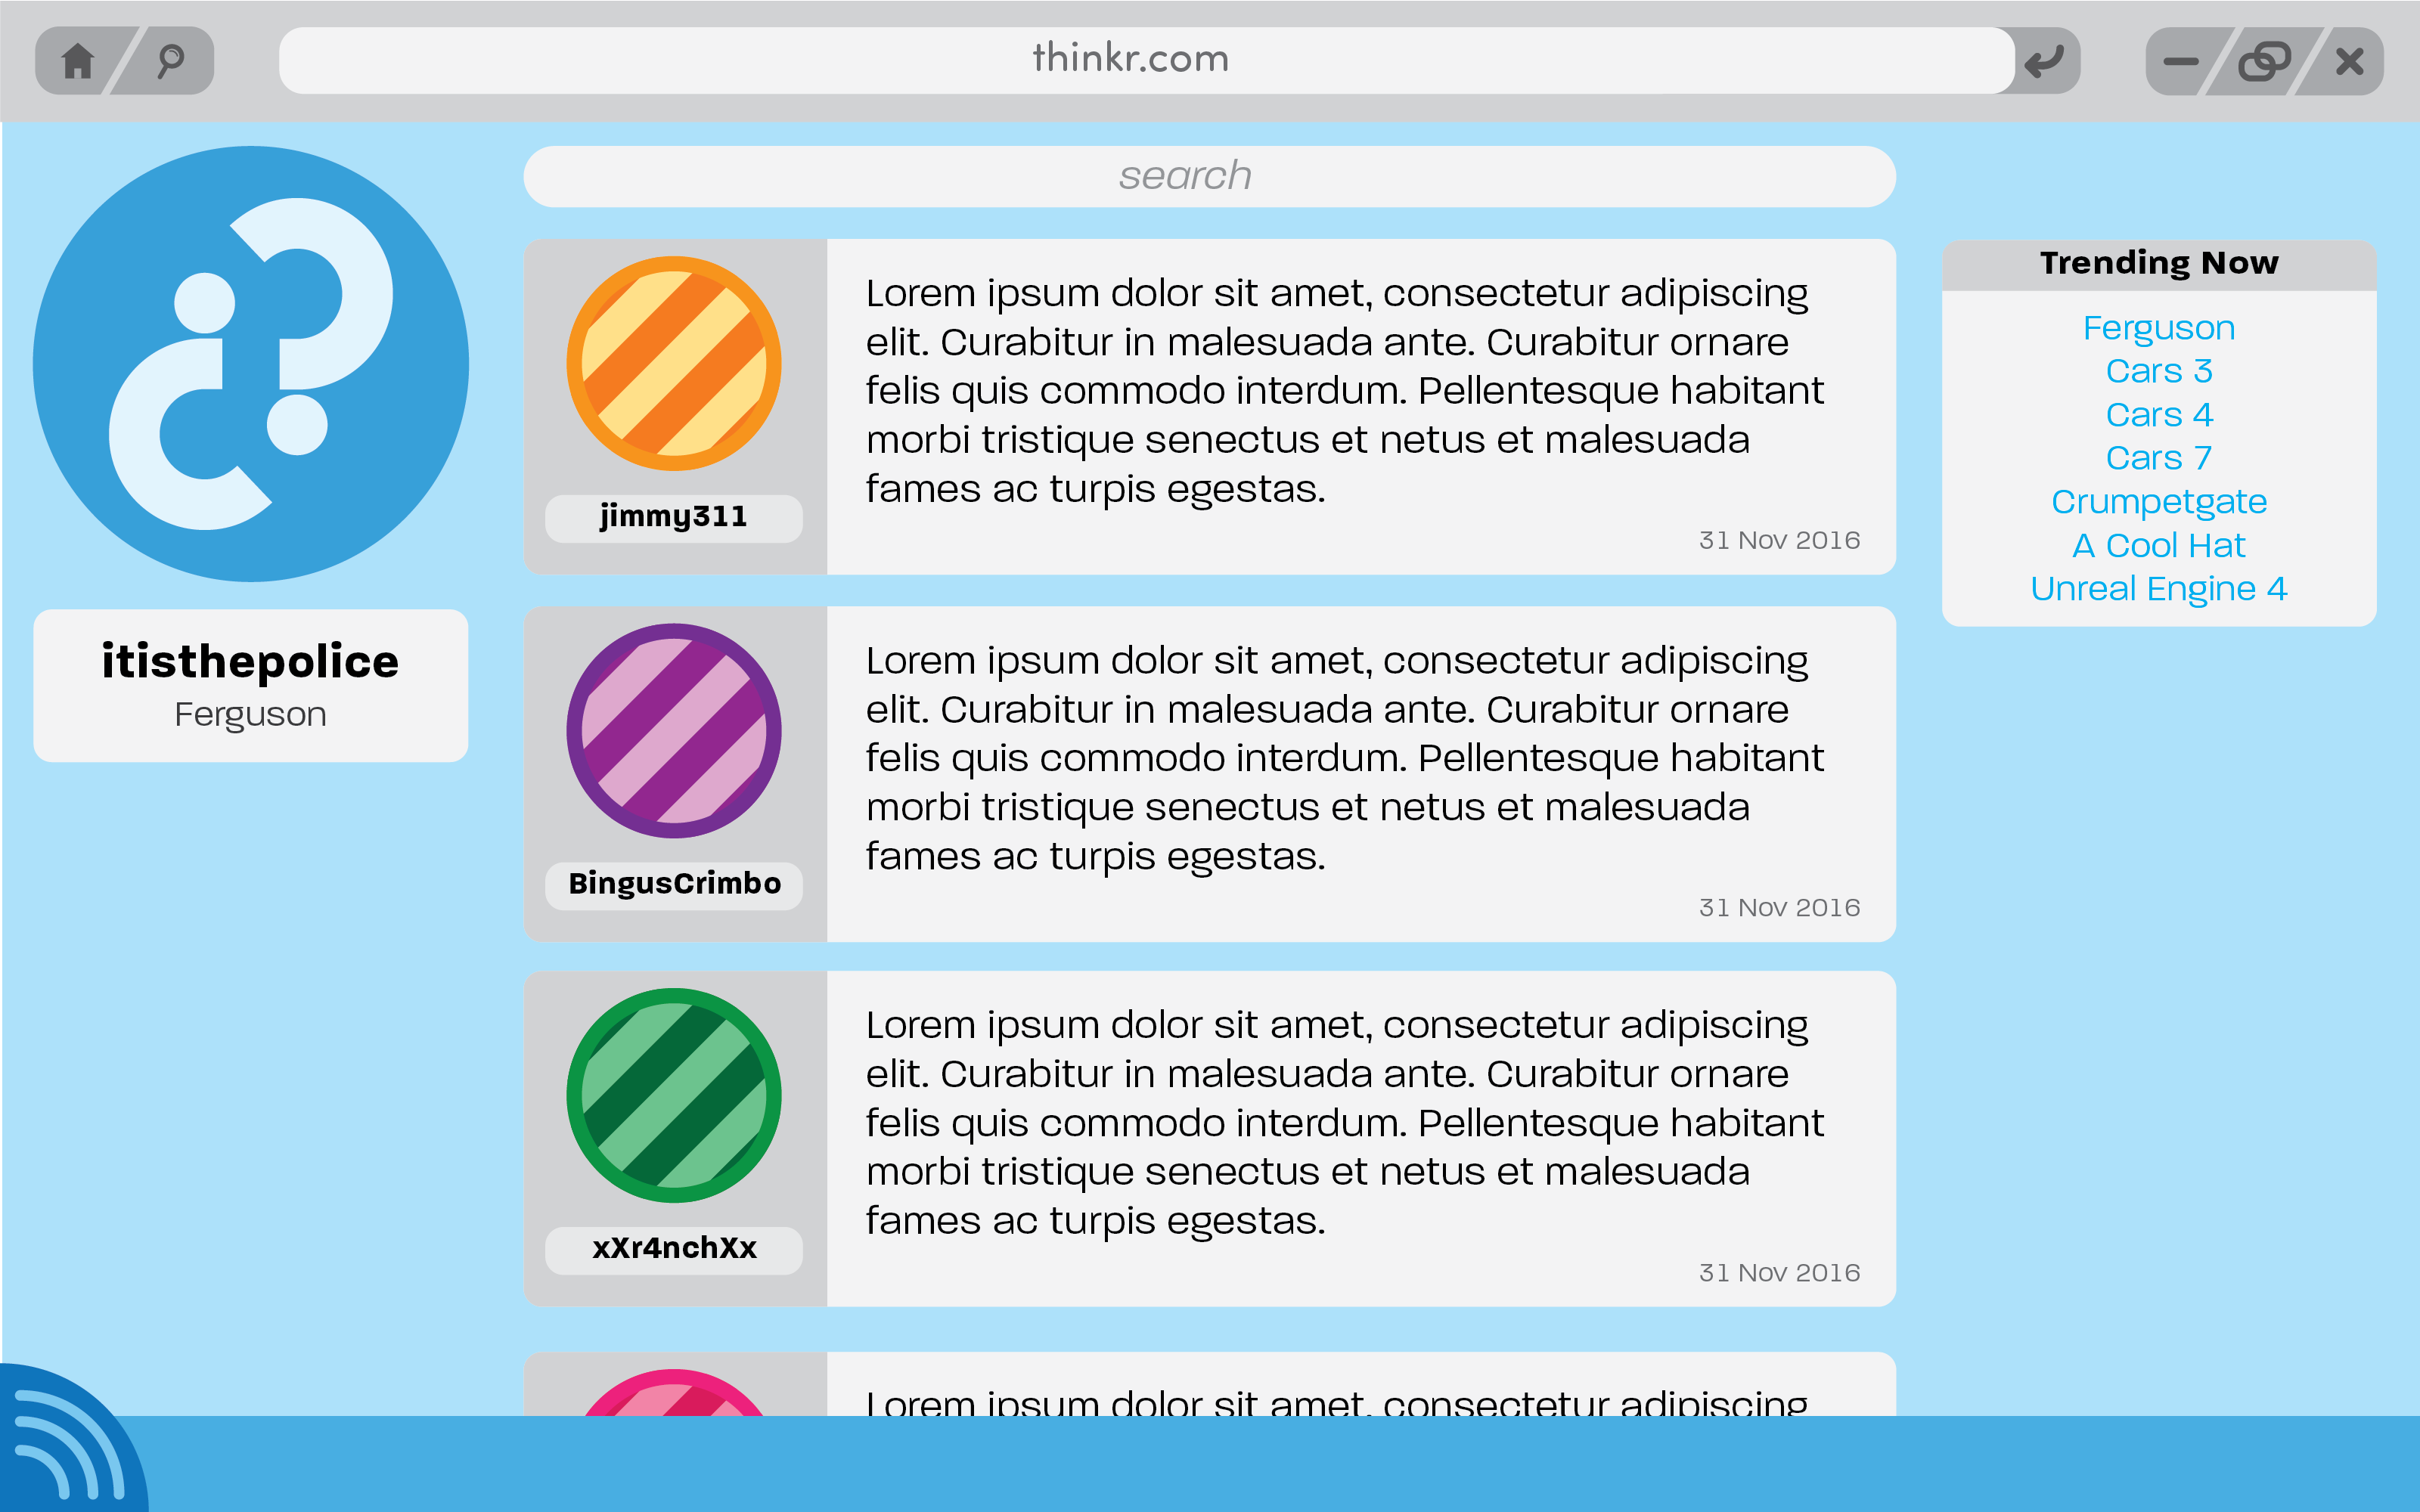 thinkr.com
search
itisthepolice
Ferguson
jimmy311
Lorem ipsum dolor sit amet, consectetur adipiscing
elit. Curabitur in malesuada ante. Curabitur ornare
felis quis commodo interdum. Pellentesque habitant
morbi tristique senectus et netus et malesuada
fames ac turpis egestas.
31 Nov 2016
BingusCrimbo
Lorem ipsum dolor sit amet, consectetur adipiscing
elit. Curabitur in malesuada ante. Curabitur ornare
felis quis commodo interdum. Pellentesque habitant
morbi tristique senectus et netus et malesuada
fames ac turpis egestas.
31 Nov 2016
xXr4nchXx
Lorem ipsum dolor sit amet, consectetur adipiscing
elit. Curabitur in malesuada ante. Curabitur ornare
felis quis commodo interdum. Pellentesque habitant
morbi tristique senectus et netus et malesuada
fames ac turpis egestas.
31 Nov 2016
Lorem ipsum dolor sit amet, consectetur adipiscing
Trending Now
Ferguson
Cars 3
Cars 4
Cars 7
Crumpetgate
A Cool Hat
Unreal Engine 4